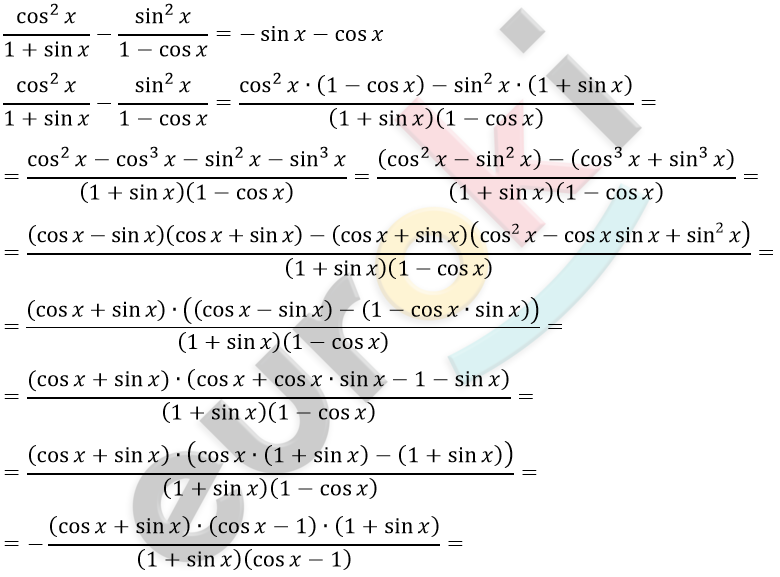 cos² x / (1 + sin x) − sin² x / (1 − cos x) = − sin x − cos x
cos² x / (1 + sin x) − sin² x / (1 − cos x) = (cos² x · (1 − cos x) − sin² x · (1 + sin x)) / ((1 + sin x)(1 − cos x)) =
= (cos² x − cos³ x − sin² x − sin³ x) / ((1 + sin x)(1 − cos x)) = ((cos² x − sin² x) − (cos³ x + sin³ x)) / ((1 + sin x)(1 − cos x)) =
= ((cos x − sin x)(cos x + sin x) − (cos x + sin x)(cos² x − cos x sin x + sin² x)) / ((1 + sin x)(1 − cos x)) =
= ((cos x + sin x) · ((cos x − sin x) − (1 − cos x · sin x))) / ((1 + sin x)(1 − cos x)) =
= ((cos x + sin x) · (cos x + cos x · sin x − 1 − sin x)) / ((1 + sin x)(1 − cos x)) =
= ((cos x + sin x) · (cos x · (1 + sin x) − (1 + sin x))) / ((1 + sin x)(1 − cos x)) =
= − ((cos x + sin x) · (cos x − 1) · (1 + sin x)) / ((1 + sin x)(cos x − 1)) =
euroki